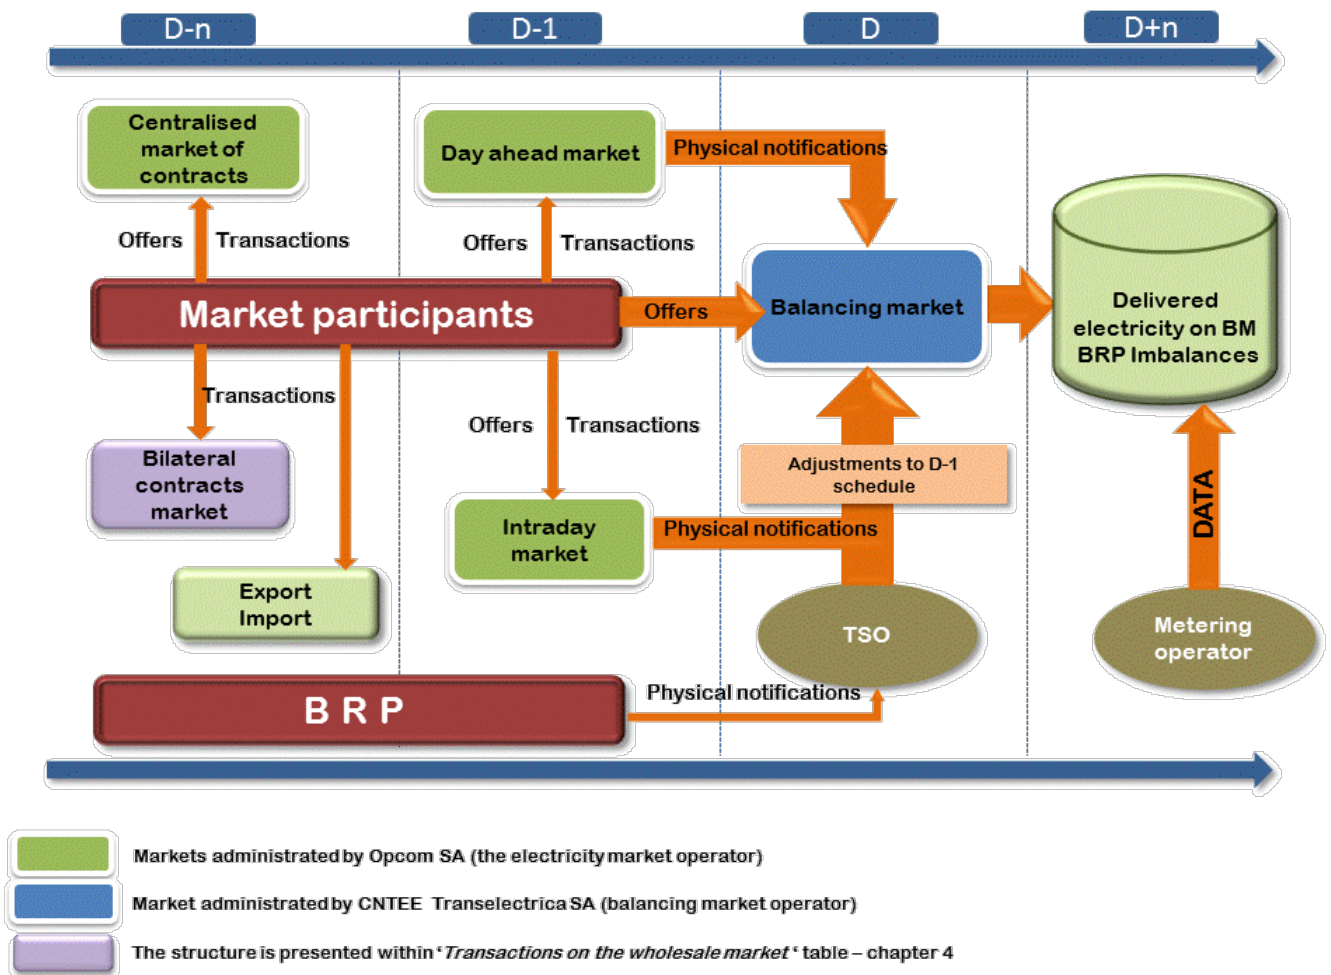 D-n
D-1
D
D+n
Centralised
market of
contracts
Day ahead market
Physical notifications
Offers
Transactions
Offers
Transactions
Market participants
Offers
Balancing market
Delivered
electricity on BM
BRP Imbalances
Transactions
Offers
Transactions
Bilateral
contracts
market
Adjustments to D-1
schedule
Intraday
market
Physical notifications
DATA
Export
Import
TSO
Metering
operator
B R P
Physical notifications
Markets administrated by Opcom SA (the electricity market operator)
Market administrated by CNTEE Transelectrica SA (balancing market operator)
The structure is presented within ‘Transactions on the wholesale market ‘ table – chapter 4